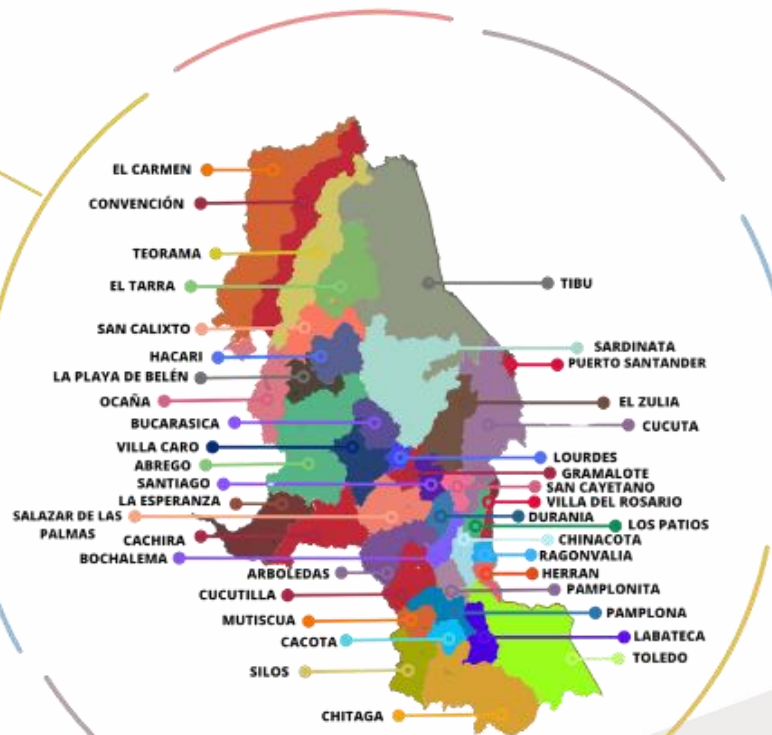 EL CARMEN
CONVENCIÓN
TEORAMA
EL TARRA
TIBU
SAN CALIXTO
SARDINATA
HACARI
PUERTO SANTANDER
LA PLAYA DE BELÉN
OCAÑA
EL ZULIA
BUCARASICA
CUCUTA
VILLA CARO
LOURDES
ABREGO
GRAMALOTE
SANTIAGO
SAN CAYETANO
LA ESPERANZA
VILLA DEL ROSARIO
SALAZAR DE LAS
PALMAS
DURANIA
LOS PATIOS
CACHIRA
CHINACOTA
BOCHALEMA
RAGONVALIA
ARBOLEDAS
HERRAN
CUCUTILLA
PAMPLONITA
MUTISCUA
PAMPLONA
CACOTA
LABATECA
SILOS
TOLEDO
CHITAGA